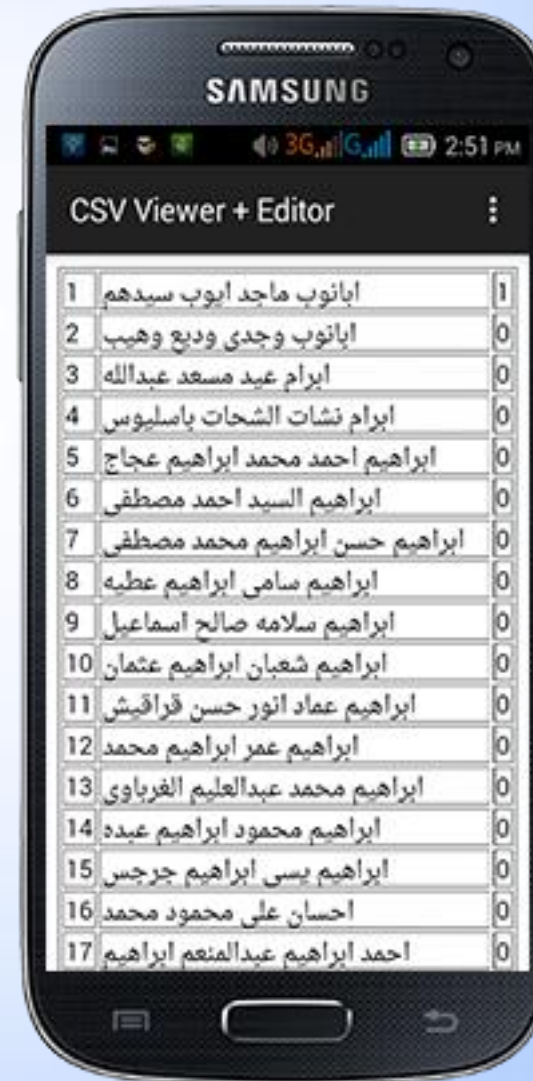 SAMSUNG
3G G 2:51 PM
CSV Viewer + Editor
1 ابانوب ماجد ايوب سيدهم 1
2 ابانوب وجدى وديع وهيب 0
3 ابرام عيد مسعد عبدالله 0
4 ابرام نشات الشحات باسليوس 0
5 ابراهيم احمد محمد ابراهيم عجاج 0
6 ابراهيم السيد احمد مصطفى 0
7 ابراهيم حسن ابراهيم محمد مصطفى 0
8 ابراهيم سامى ابراهيم عطيه 0
9 ابراهيم سلامه صالح اسماعيل 0
10 ابراهيم شعبان ابراهيم عثمان 0
11 ابراهيم عماد انور حسن قراقيش 0
12 ابراهيم عمر ابراهيم محمد 0
13 ابراهيم محمد عبدالعليم الغرباوى 0
14 ابراهيم محمود ابراهيم عبده 0
15 ابراهيم يسى ابراهيم جرجس 0
16 احسان على محمود محمد 0
17 احمد ابراهيم عبدالمنعم ابراهيم 0